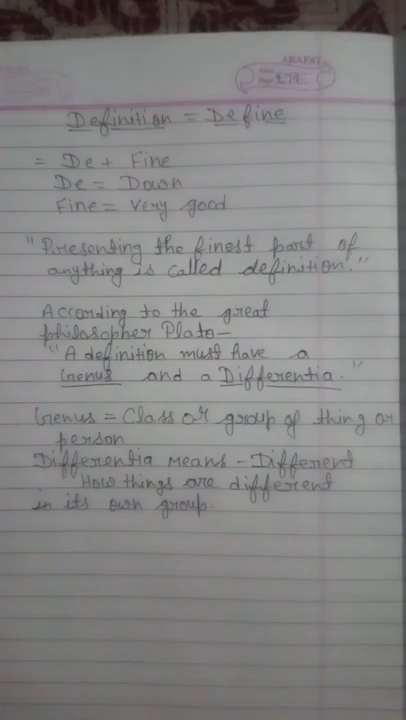 ARAFAT
Page
Definition = Define
= De + Fine
De = Down
Fine = very good
"Presenting the finest part of
anything is called definition."
According to the great
philosopher Plato-
"A definition must have a
Genus and a Differentia."
Genus = Class or group of thing or
person
Differentia Means - Different
How things are different
in its own group.